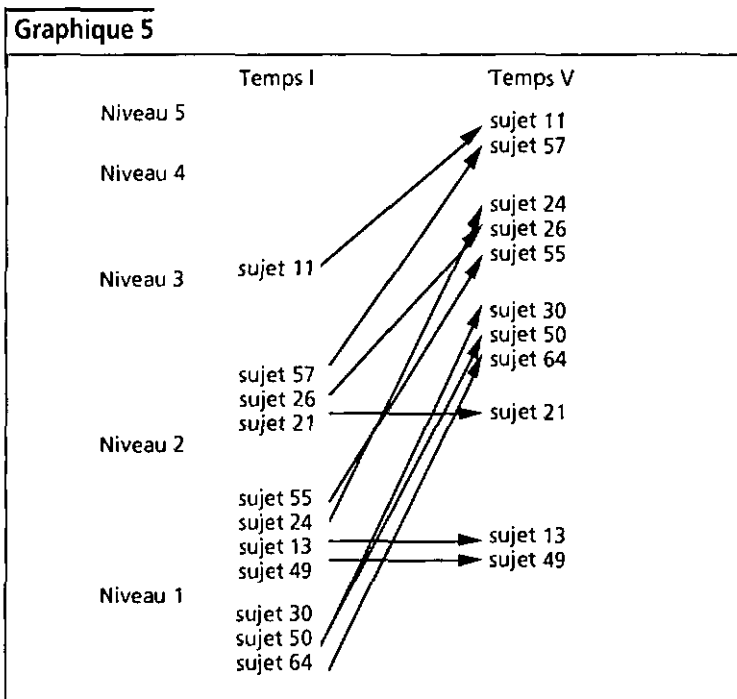 Graphique 5
Temps I Temps V
Niveau 5
sujet 11
sujet 57
Niveau 4
sujet 24
sujet 26
sujet 55
sujet 11
Niveau 3
sujet 30
sujet 50
sujet 64
sujet 57
sujet 26
sujet 21 sujet 21
Niveau 2
sujet 55
sujet 24
sujet 13 sujet 13
sujet 49 sujet 49
Niveau 1
sujet 30
sujet 50
sujet 64